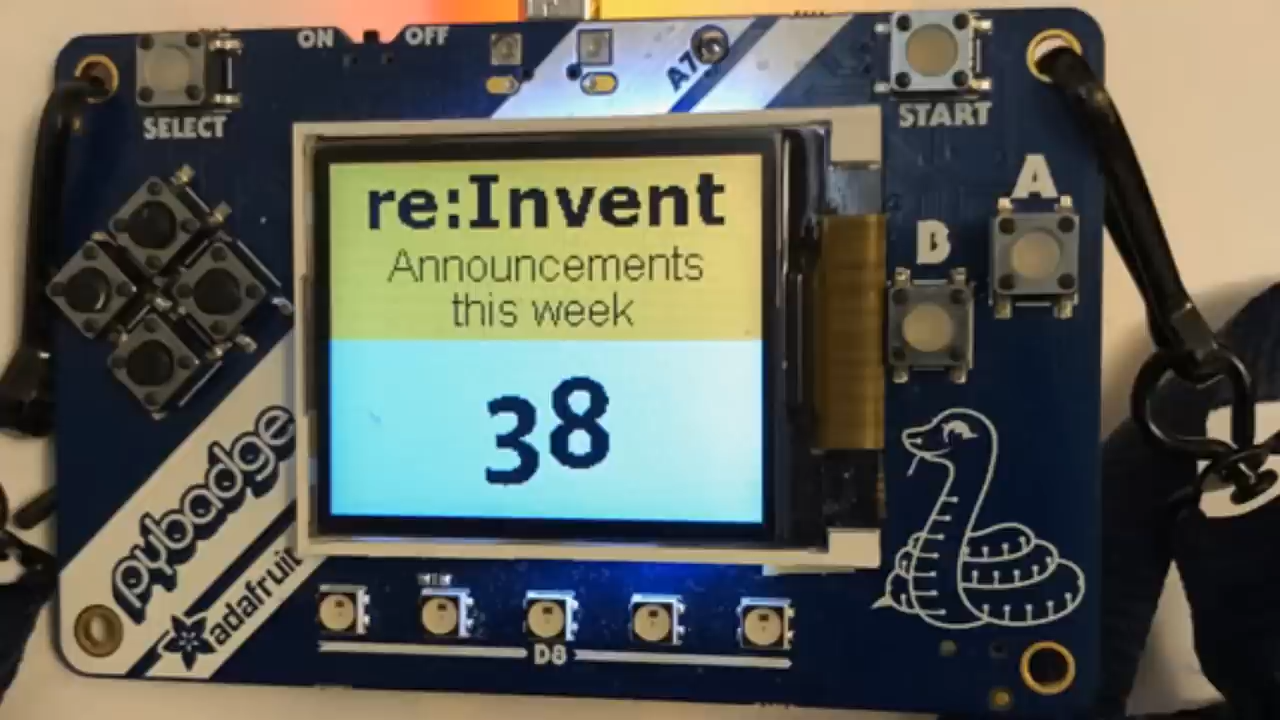 ON OFF
A7
SELECT
START
re:Invent
Announcements
this week
38
A
B
pybadge
adafruit
D8